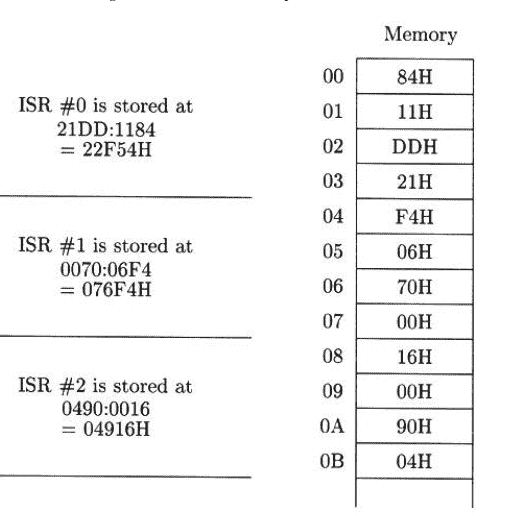 Memory
00 84H
01 11H
02 DDH
03 21H
04 F4H
05 06H
06 70H
07 00H
08 16H
09 00H
0A 90H
0B 04H
ISR #0 is stored at
21DD:1184
= 22F54H
ISR #1 is stored at
0070:06F4
= 076F4H
ISR #2 is stored at
0490:0016
= 04916H